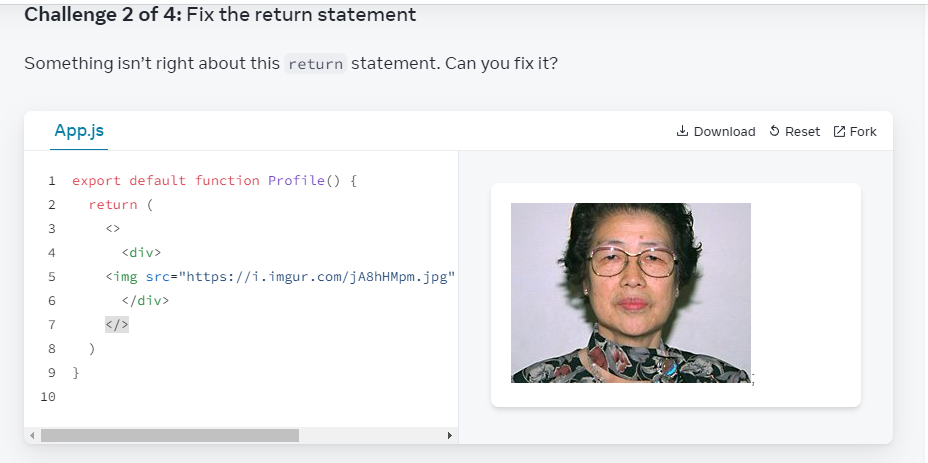 Challenge 2 of 4: Fix the return statement
Something isn't right about this return statement. Can you fix it?
App.js
Download Reset Fork
1 export default function Profile() {
2 return (
3 <>
4 <div>
5 <img src="https://i.imgur.com/jA8hHMpm.jpg"
6 </div>
7 </>
8 )
9 }
10
;